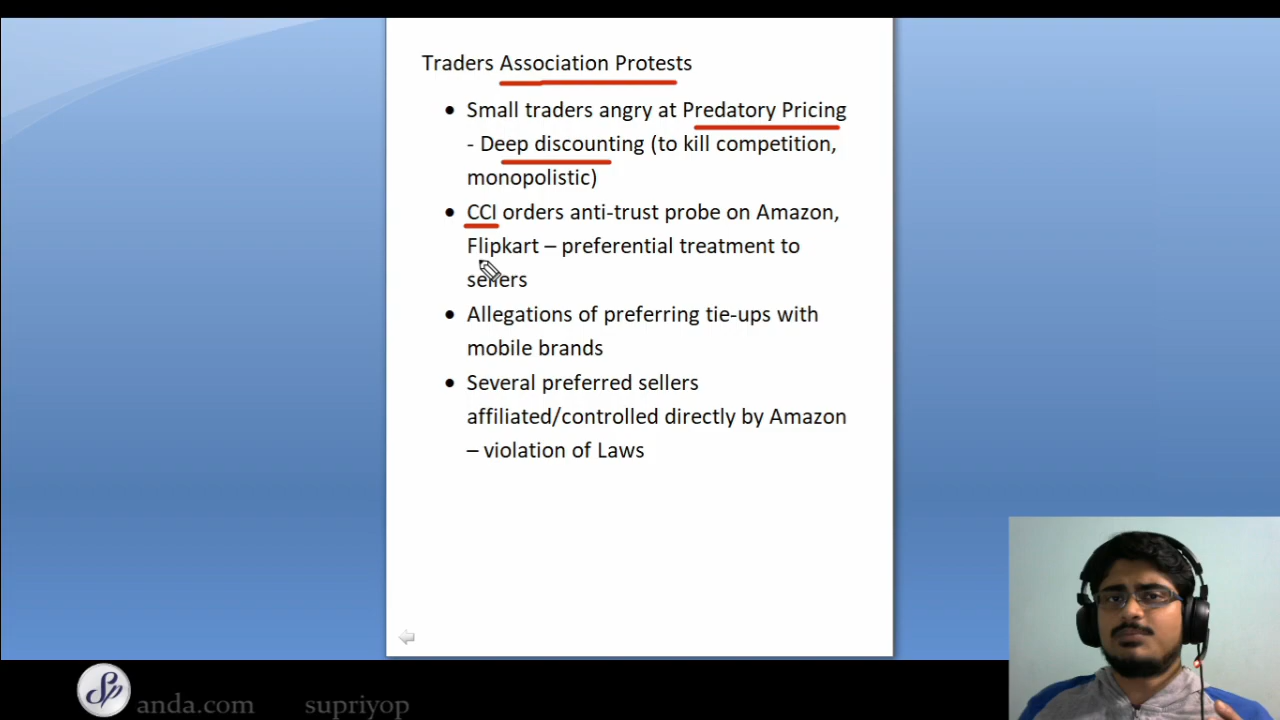 Traders Association Protests
• Small traders angry at Predatory Pricing
- Deep discounting (to kill competition,
monopolistic)
• CCI orders anti-trust probe on Amazon,
Flipkart – preferential treatment to
sellers
• Allegations of preferring tie-ups with
mobile brands
• Several preferred sellers
affiliated/controlled directly by Amazon
– violation of Laws
anda.com supriyop